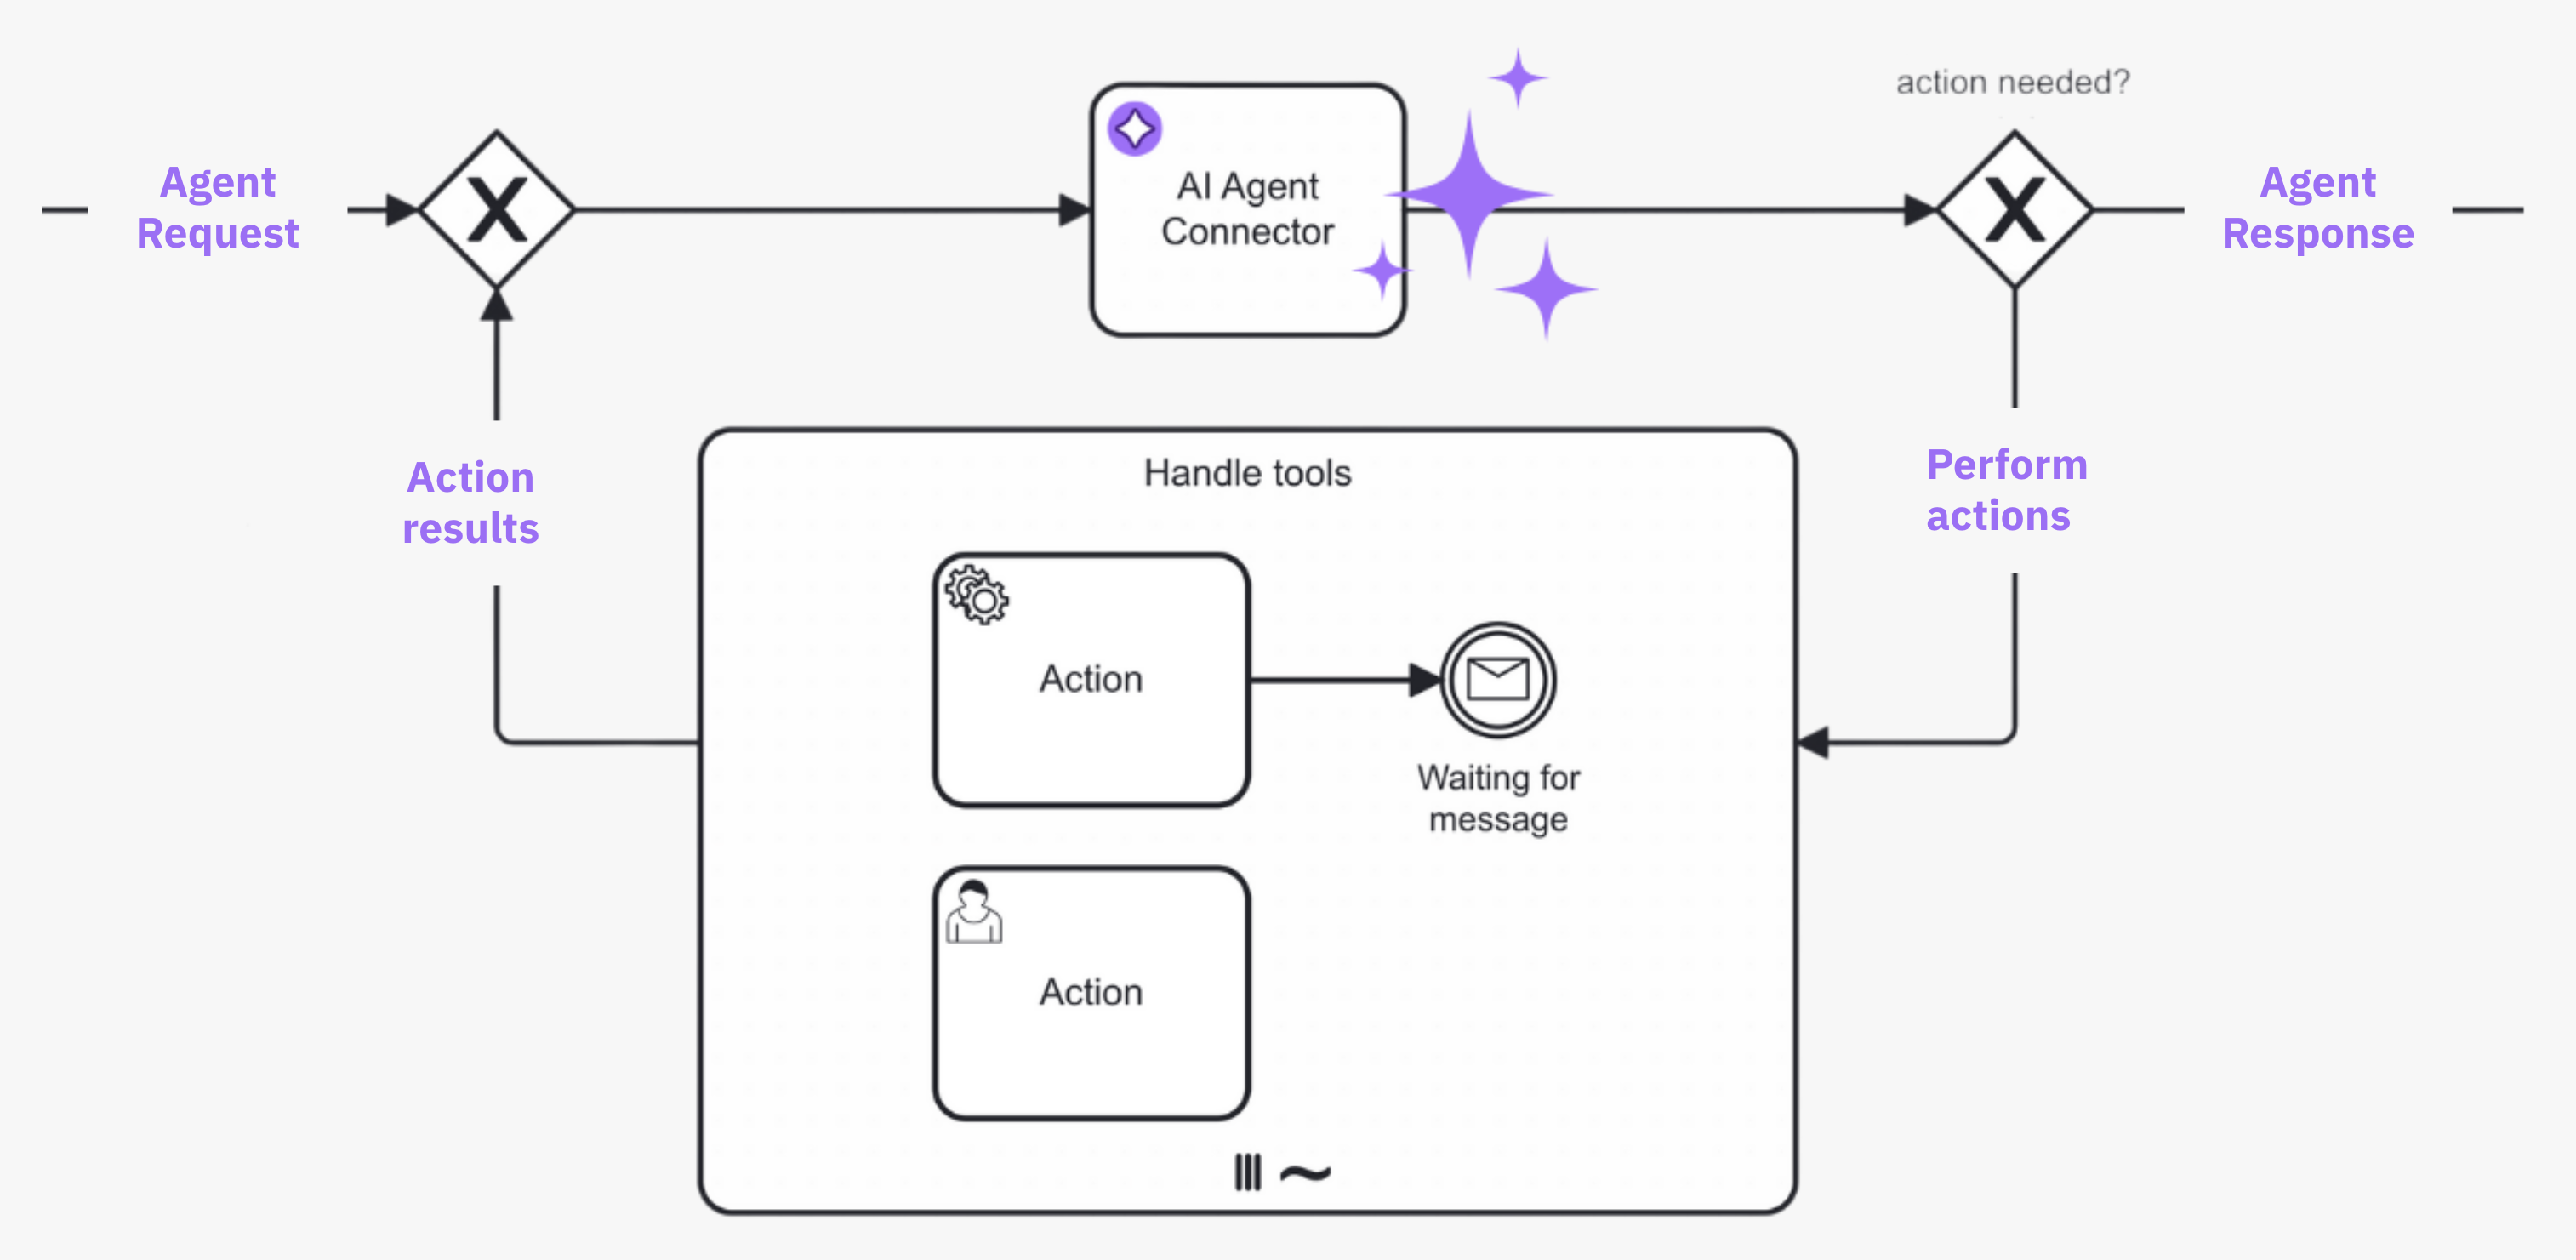 action needed?
Agent
Request
AI Agent
Connector
Agent
Response
Action
results
Handle tools
Perform
actions
Action
Waiting for
message
Action